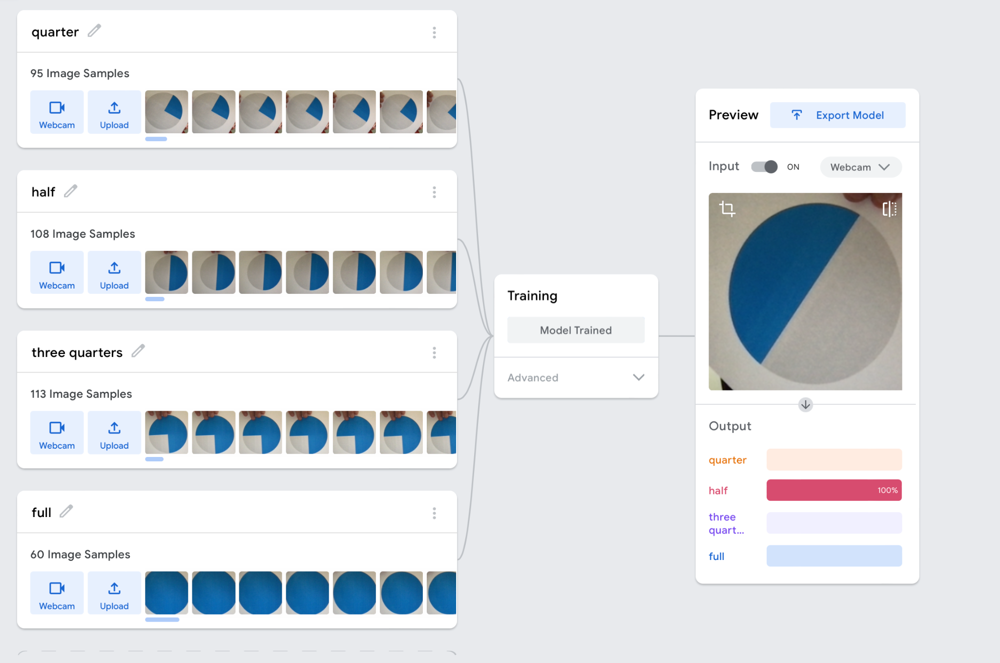 quarter
95 Image Samples
Webcam
Upload
half
108 Image Samples
Webcam
Upload
three quarters
113 Image Samples
Webcam
Upload
full
60 Image Samples
Webcam
Upload
Training
Model Trained
Advanced
Preview
Export Model
Input ON Webcam
Output
quarter
half 100%
three
quart...
full